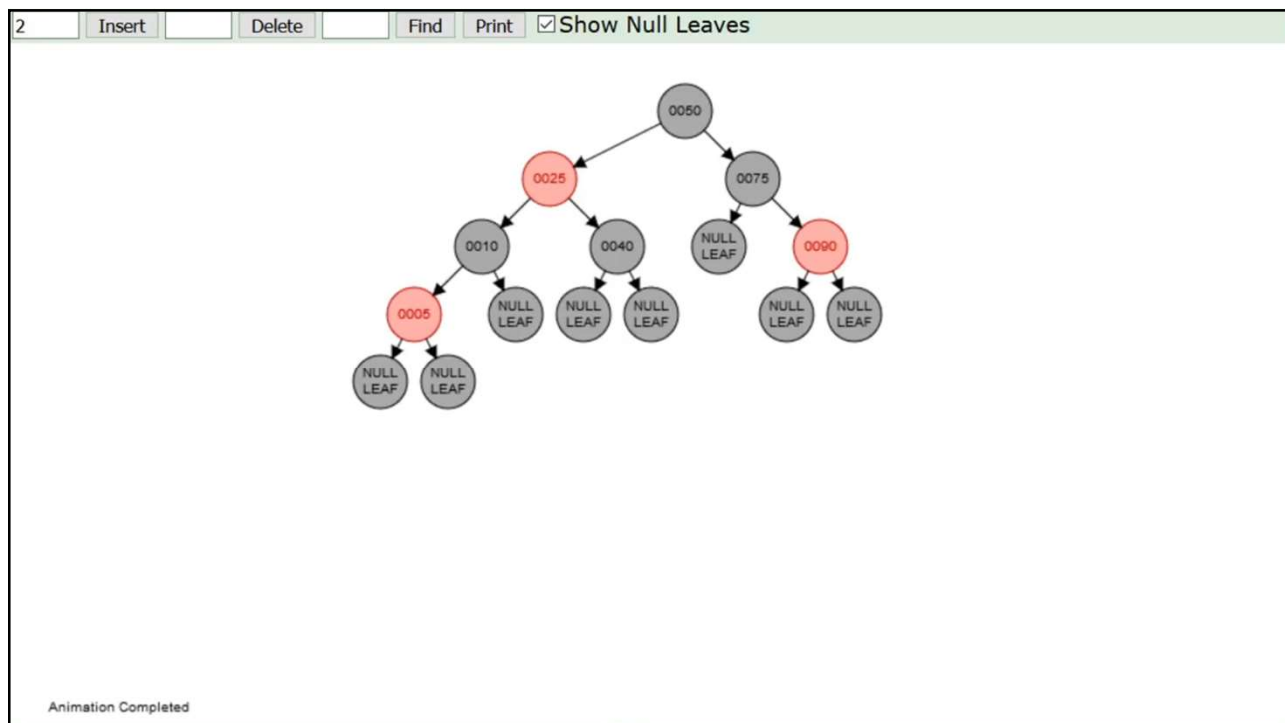 2 Insert Delete Find Print Show Null Leaves
0050
0025 0075
0010 0040 NULL LEAF 0090
0005 NULL LEAF NULL LEAF NULL LEAF NULL LEAF NULL LEAF
NULL LEAF NULL LEAF
Animation Completed